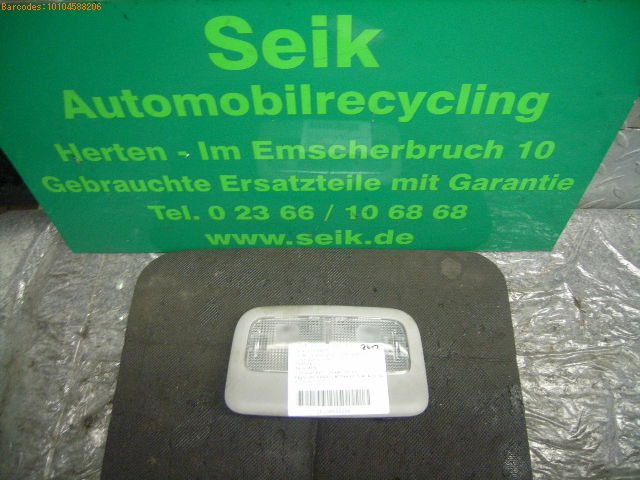 Barcodes: 10104588206
Seik
Automobilrecycling
Herten - Im Emscherbruch 10
Gebrauchte Ersatzteile mit Garantie
Tel. 0 23 66 / 10 68 68
www.seik.de